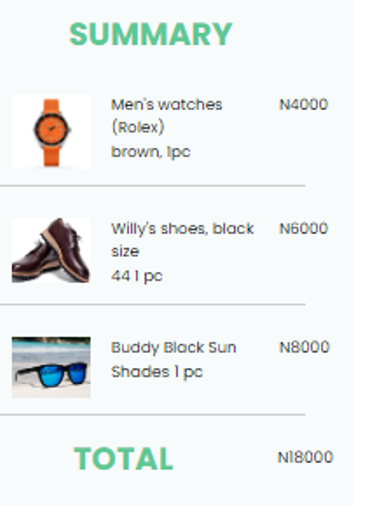 SUMMARY
Men's watches N4000
(Rolex)
brown, 1pc
Willy's shoes, black N6000
size
44 1 pc
Buddy Black Sun N8000
Shades 1 pc
TOTAL N18000